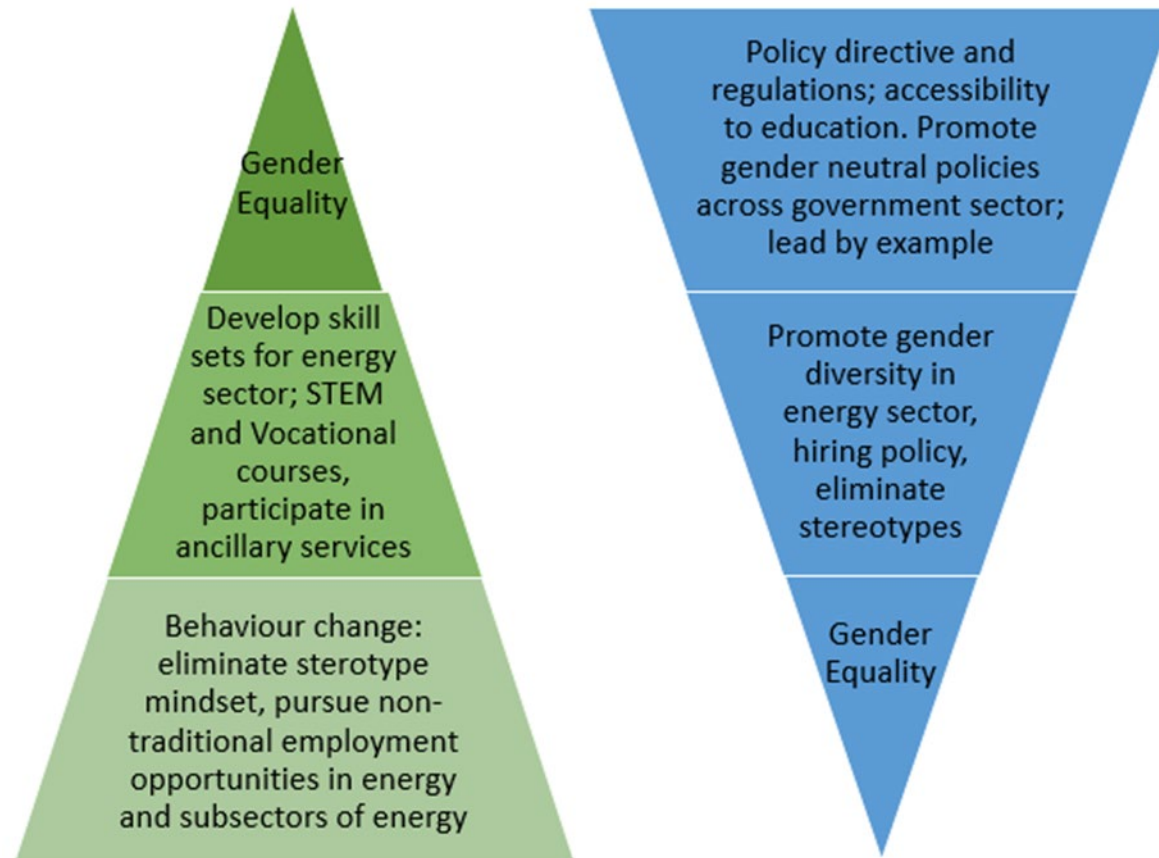 Gender
Equality
Develop skill
sets for energy
sector; STEM
and Vocational
courses,
participate in
ancillary services
Behaviour change:
eliminate sterotype
mindset, pursue non-
traditional employment
opportunities in energy
and subsectors of energy
Policy directive and
regulations; accessibility
to education. Promote
gender neutral policies
across government sector;
lead by example
Promote gender
diversity in
energy sector,
hiring policy,
eliminate
stereotypes
Gender
Equality